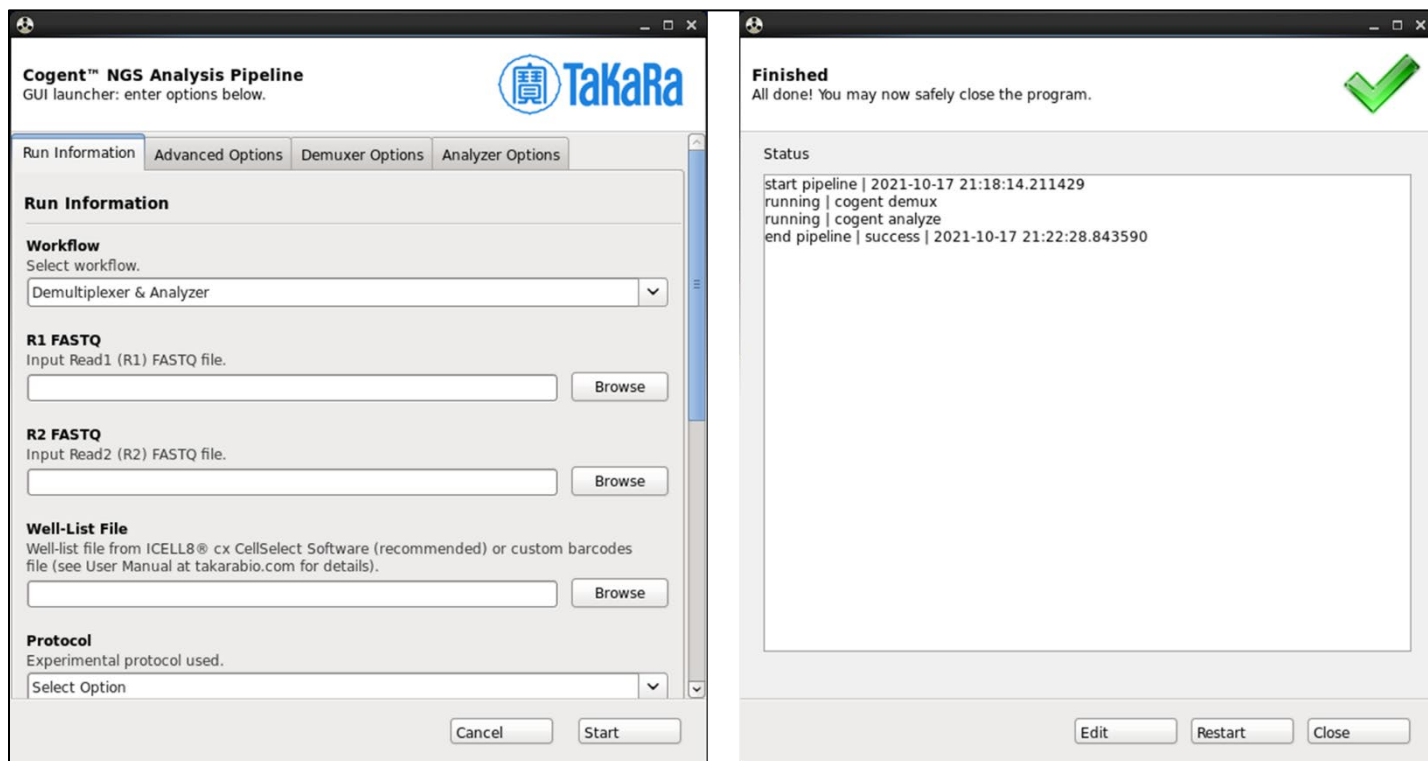 Cogent™ NGS Analysis Pipeline
GUI launcher: enter options below.
寶 TaKaRa
Run Information
Advanced Options
Demuxer Options
Analyzer Options
Run Information
Workflow
Select workflow.
Demultiplexer & Analyzer
R1 FASTQ
Input Read1 (R1) FASTQ file.
Browse
R2 FASTQ
Input Read2 (R2) FASTQ file.
Browse
Well-List File
Well-list file from ICELL8® cx CellSelect Software (recommended) or custom barcodes
file (see User Manual at takarabio.com for details).
Browse
Protocol
Experimental protocol used.
Select Option
Cancel
Start
Finished
All done! You may now safely close the program.
Status
start pipeline | 2021-10-17 21:18:14.211429
running | cogent demux
running | cogent analyze
end pipeline | success | 2021-10-17 21:22:28.843590
Edit
Restart
Close